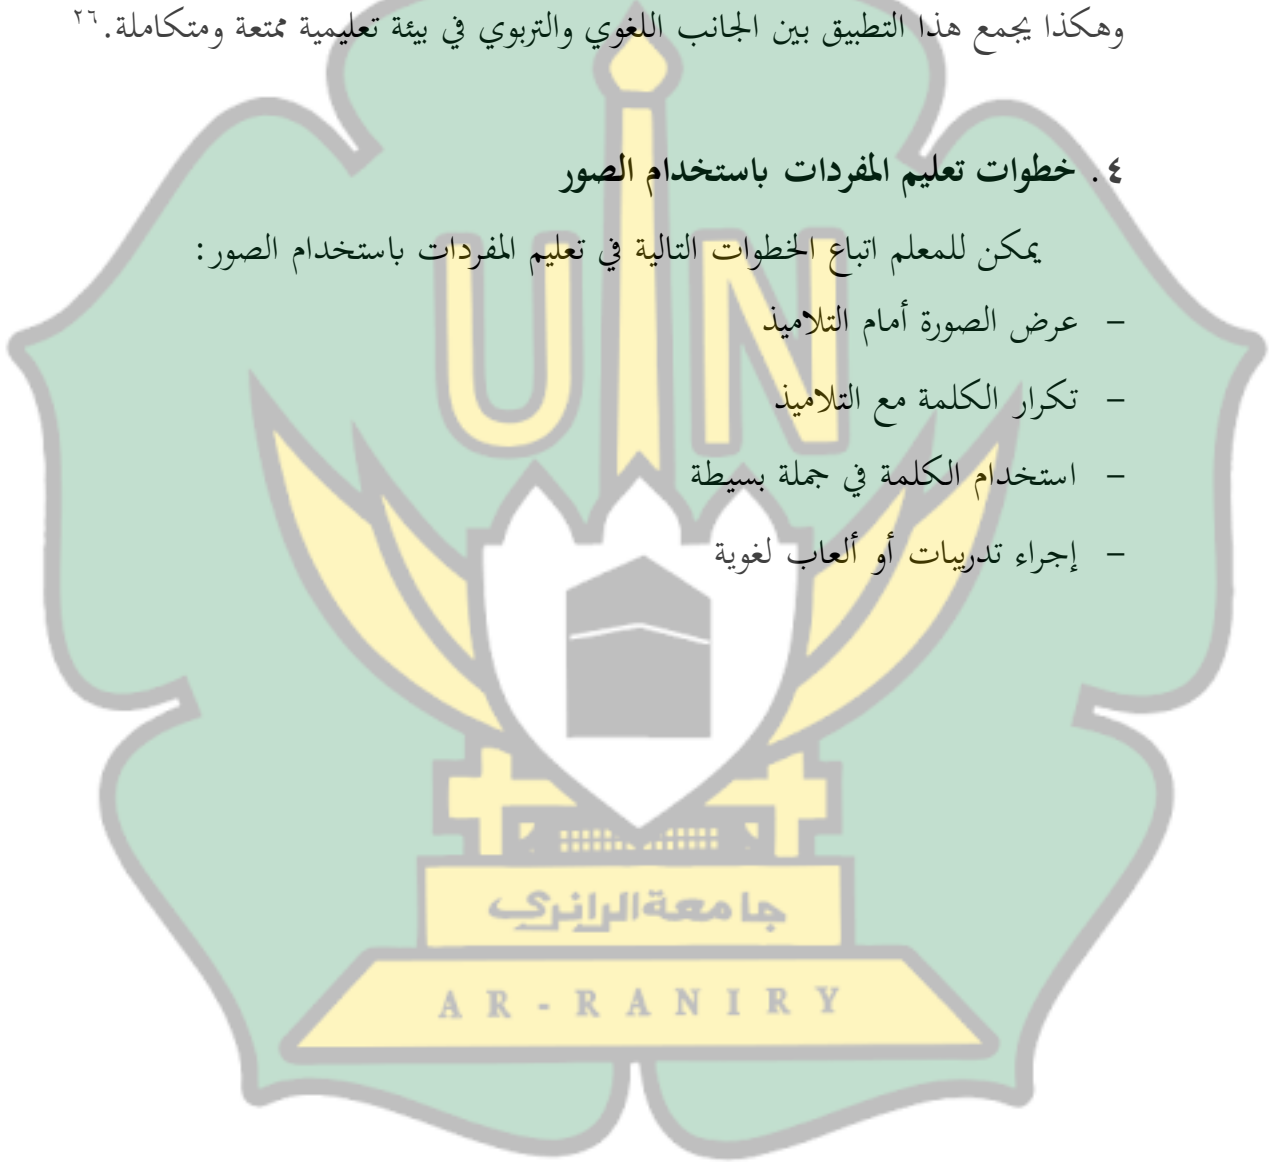 وهكذا يجمع هذا التطبيق بين الجانب اللغوي والتربوي في بيئة تعليمية ممتعة ومتكاملة.٢٦
٤. خطوات تعليم المفردات باستخدام الصور
يمكن للمعلم اتباع الخطوات التالية في تعليم المفردات باستخدام الصور:
- عرض الصورة أمام التلاميذ
- تكرار الكلمة مع التلاميذ
- استخدام الكلمة في جملة بسيطة
- إجراء تدريبات أو ألعاب لغوية
UIN
جامعة الرانري
AR-RANIRY